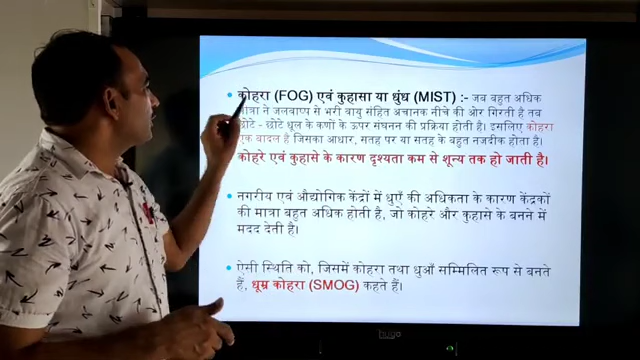 • कोहरा (FOG) एवं कुहासा या धुंध (MIST) :- जब बहुत अधिक
मात्रा ने जलवाष्प से भरी वायु संहित अचानक नीचे की ओर गिरती है तब
छोटे - छोटे धूल के कणों के ऊपर संघनन की प्रक्रिया होती है। इसलिए कोहरा
एक बादल है जिसका आधार, सतह पर या सतह के बहुत नजदीक होता है।
कोहरे एवं कुहासे के कारण दृश्यता कम से शून्य तक हो जाती है।
• नगरीय एवं औद्योगिक केंद्रों में धुएँ की अधिकता के कारण केंद्रकों
की मात्रा बहुत अधिक होती है, जो कोहरे और कुहासे के बनने में
मदद देती है।
• ऐसी स्थिति को, जिसमें कोहरा तथा धुआँ सम्मिलित रूप से बनते
हैं, धूम्र कोहरा (SMOG) कहते हैं।